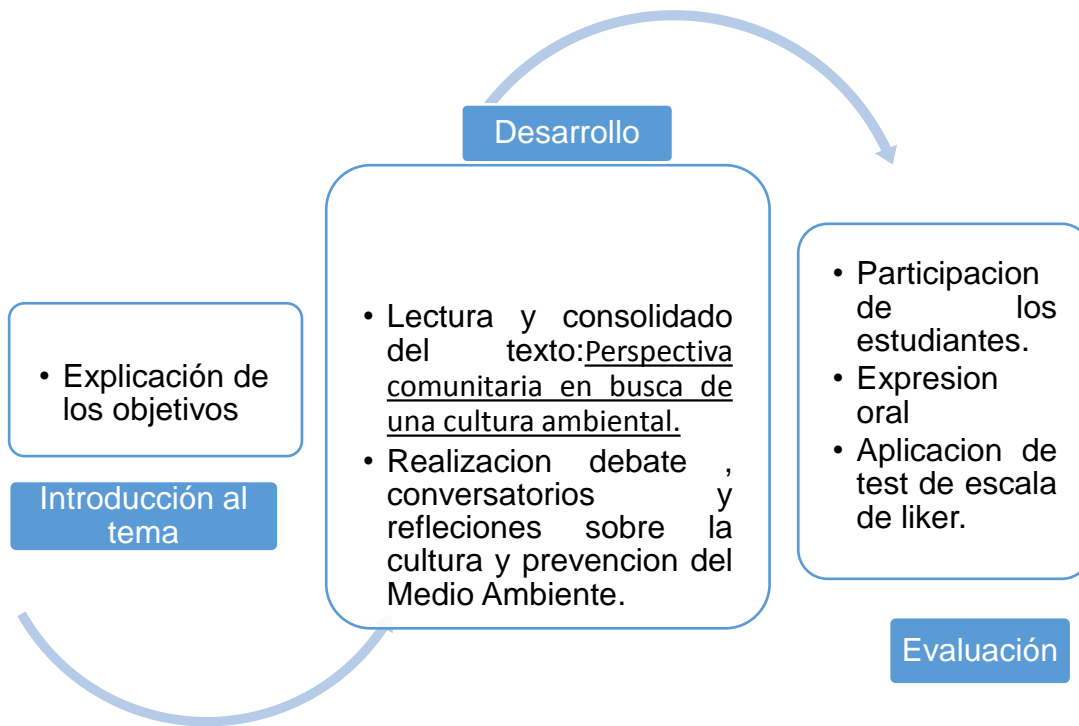 • Explicación de
los objetivos
Introducción al
tema
Desarrollo
• Lectura y consolidado
del texto:Perspectiva
comunitaria en busca de
una cultura ambiental.
• Realizacion debate ,
conversatorios y
refleciones sobre la
cultura y prevencion del
Medio Ambiente.
• Participacion
de los
estudiantes.
• Expresion
oral
• Aplicacion de
test de escala
de liker.
Evaluación